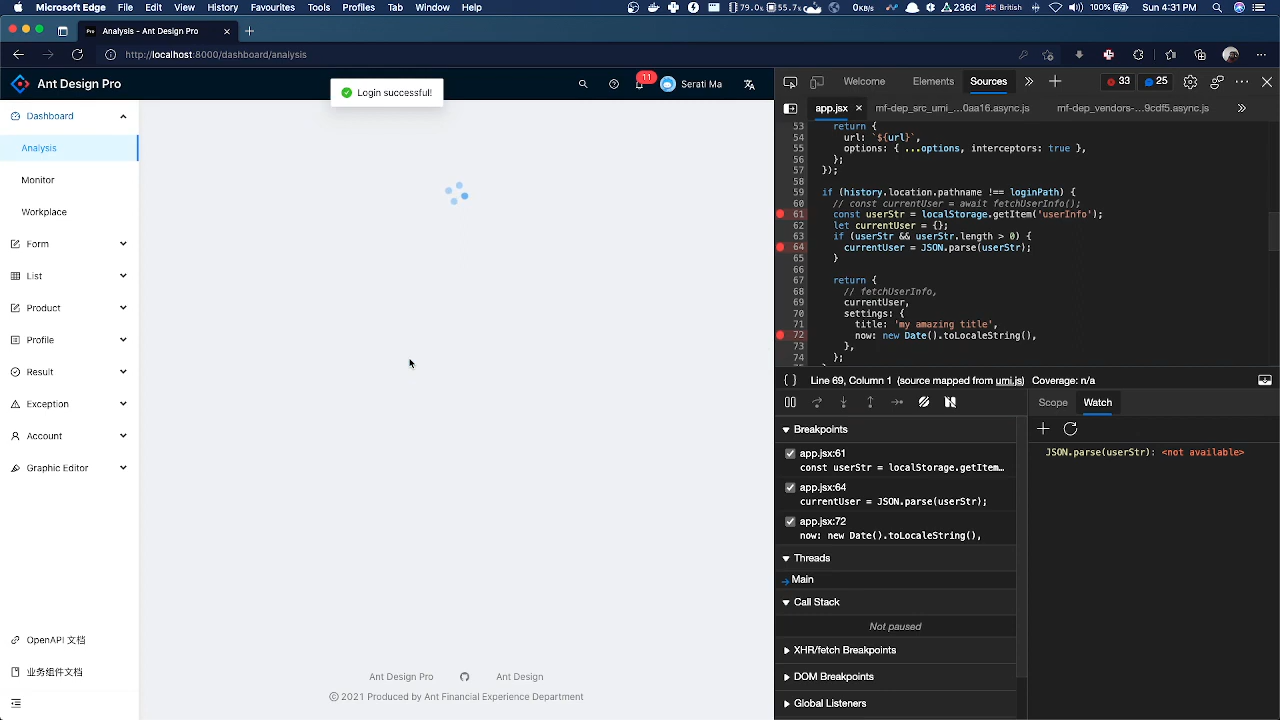 Microsoft Edge File Edit View History Favourites Tools Profiles Tab Window Help 236d British 100% Sun 4:31 PM
Analysis - Ant Design Pro
http://localhost:8000/dashboard/analysis
Ant Design Pro
Login successful!
11
Serati Ma
Dashboard
Analysis
Monitor
Workplace
Form
List
Product
Profile
Result
Exception
Account
Graphic Editor
OpenAPI 文档
业务组件文档
Ant Design Pro Ant Design
© 2021 Produced by Ant Financial Experience Department
Welcome Elements Sources 33 25
app.jsx mf-dep_src_umi_…0aa16.async.js mf-dep_vendors-…9cdf5.async.js
53 return {
54 url: `${url}`,
55 options: { ...options, interceptors: true },
56 };
57 });
58
59 if (history.location.pathname !== loginPath) {
60 // const currentUser = await fetchUserInfo();
61 const userStr = localStorage.getItem('userInfo');
62 let currentUser = {};
63 if (userStr && userStr.length > 0) {
64 currentUser = JSON.parse(userStr);
65 }
66
67 return {
68 // fetchUserInfo,
69 currentUser,
70 settings: {
71 title: 'my amazing title',
72 now: new Date().toLocaleString(),
73 },
74 };
{ } Line 69, Column 1 (source mapped from umi.js) Coverage: n/a
Scope Watch
Breakpoints
app.jsx:61
const userStr = localStorage.getItem…
app.jsx:64
currentUser = JSON.parse(userStr);
app.jsx:72
now: new Date().toLocaleString(),
Threads
Main
Call Stack
Not paused
XHR/fetch Breakpoints
DOM Breakpoints
Global Listeners
JSON.parse(userStr): <not available>